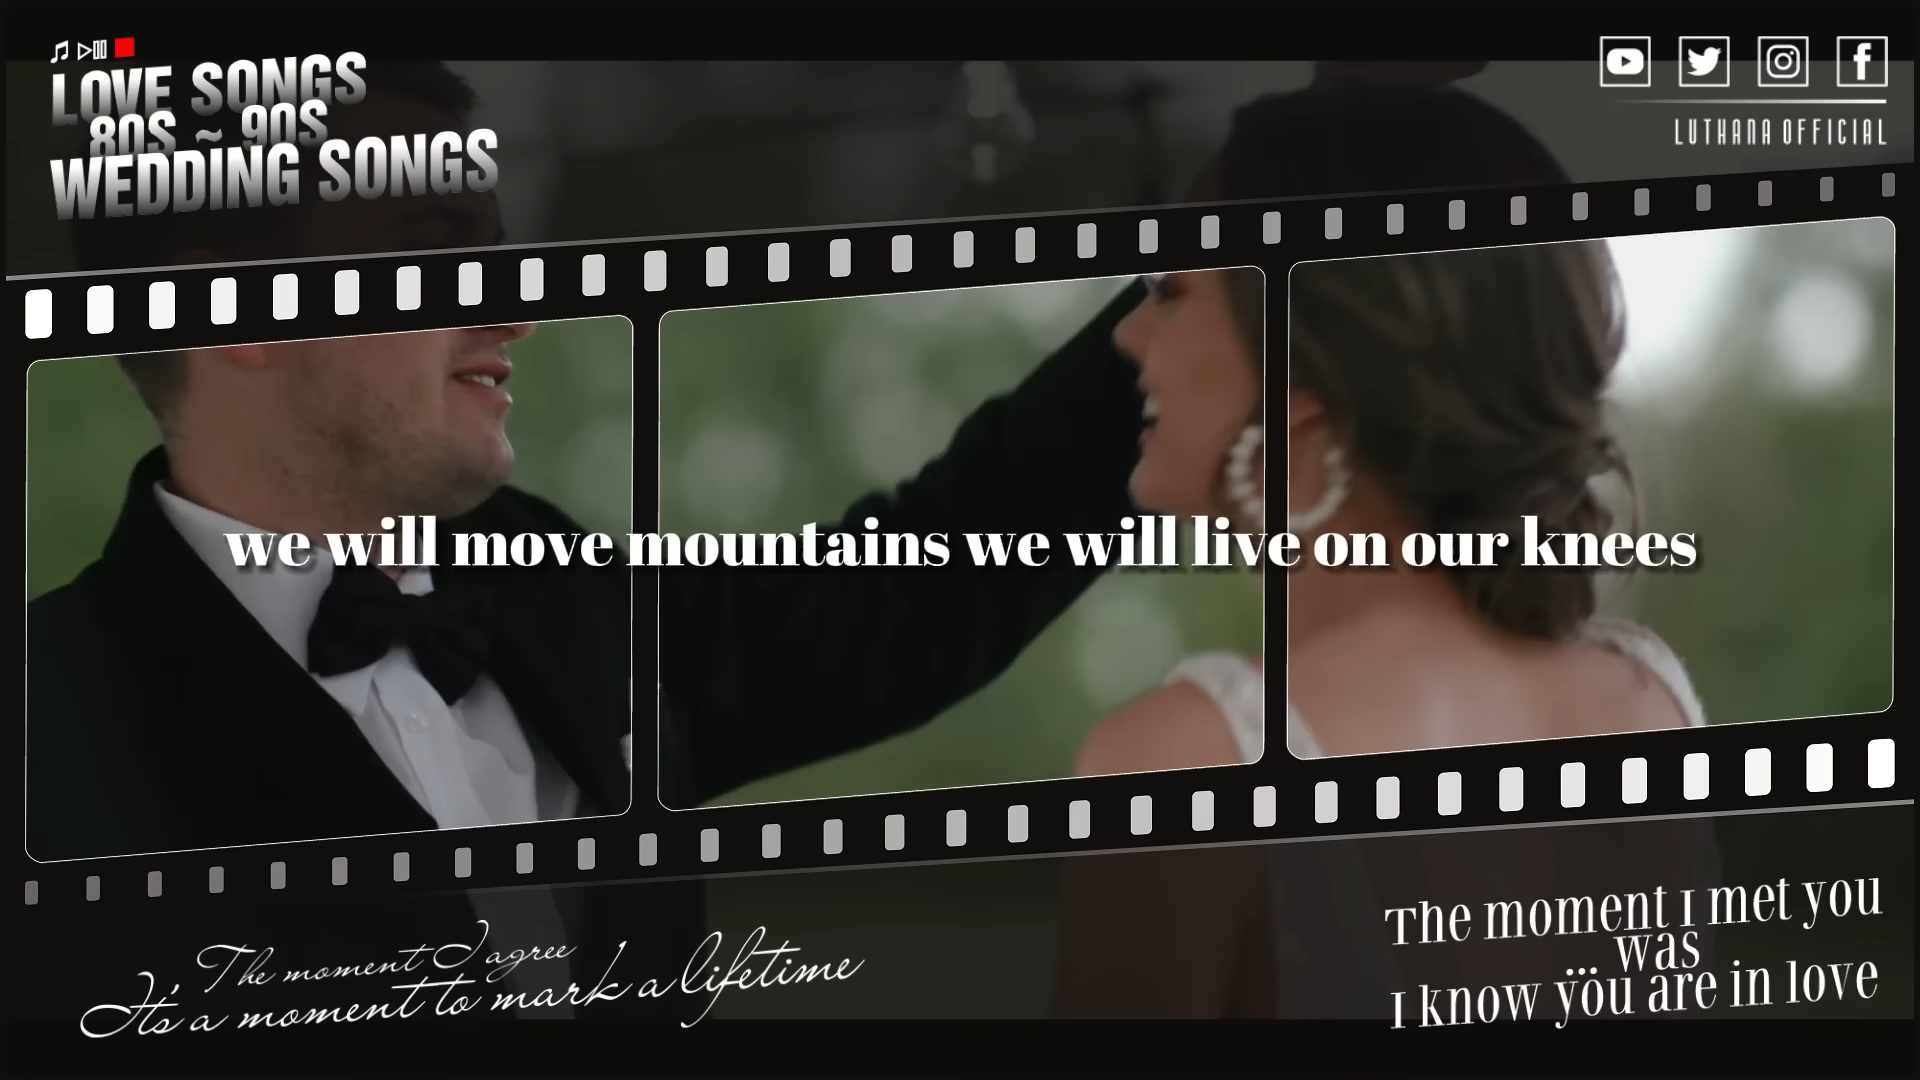 LOVE SONGS
80S ~ 90S
WEDDING SONGS
LUTHANA OFFICIAL
we will move mountains we will live on our knees
The moment I agree
It's a moment to mark a lifetime
The moment I met you
was
I know you are in love